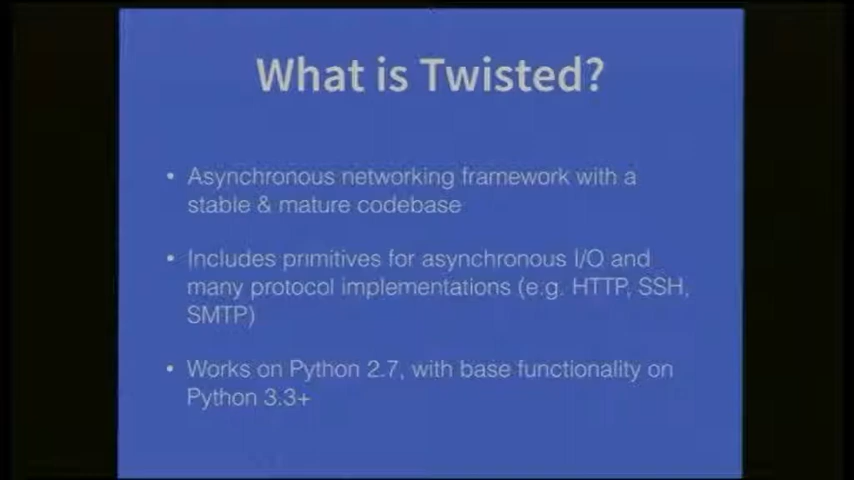 What is Twisted?
• Asynchronous networking framework with a
stable & mature codebase
• Includes primitives for asynchronous I/O and
many protocol implementations (e.g. HTTP, SSH,
SMTP)
• Works on Python 2.7, with base functionality on
Python 3.3+